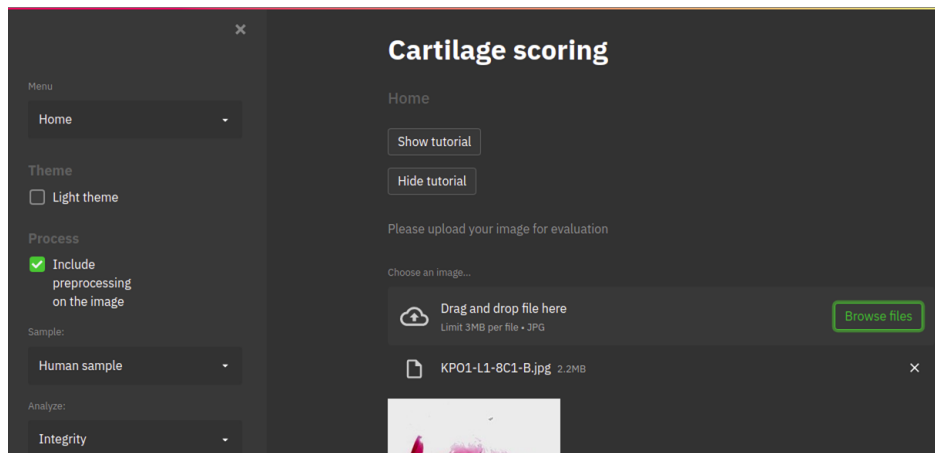 Menu
Home
Theme
Light theme
Process
Include
preprocessing
on the image
Sample:
Human sample
Analyze:
Integrity
Cartilage scoring
Home
Show tutorial
Hide tutorial
Please upload your image for evaluation
Choose an image...
Drag and drop file here
Limit 3MB per file • JPG
Browse files
KPO1-L1-8C1-B.jpg 2.2MB